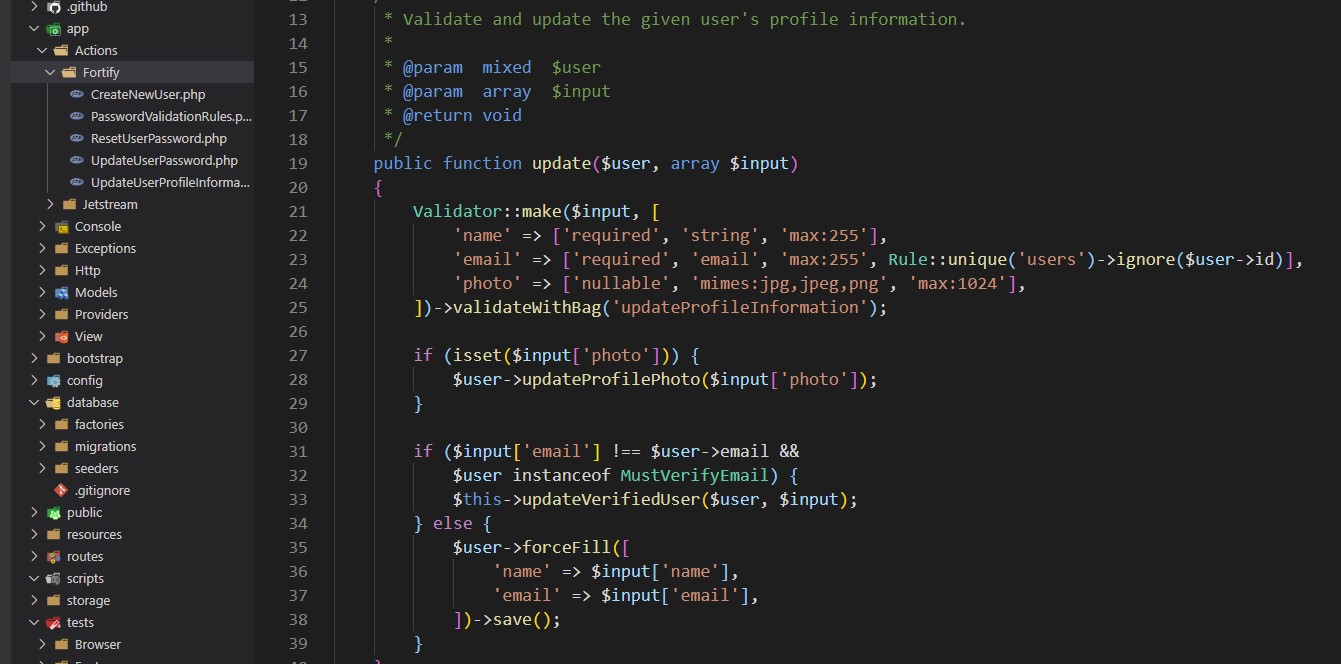 .github
app
Actions
Fortify
CreateNewUser.php
PasswordValidationRules.p...
ResetUserPassword.php
UpdateUserPassword.php
UpdateUserProfileInforma...
Jetstream
Console
Exceptions
Http
Models
Providers
View
bootstrap
config
database
factories
migrations
seeders
.gitignore
public
resources
routes
scripts
storage
tests
Browser
13 * Validate and update the given user's profile information.
14 *
15 * @param  mixed  $user
16 * @param  array  $input
17 * @return void
18 */
19 public function update($user, array $input)
20 {
21     Validator::make($input, [
22         'name' => ['required', 'string', 'max:255'],
23         'email' => ['required', 'email', 'max:255', Rule::unique('users')->ignore($user->id)],
24         'photo' => ['nullable', 'mimes:jpg,jpeg,png', 'max:1024'],
25     ])->validateWithBag('updateProfileInformation');
26
27     if (isset($input['photo'])) {
28         $user->updateProfilePhoto($input['photo']);
29     }
30
31     if ($input['email'] !== $user->email &&
32         $user instanceof MustVerifyEmail) {
33         $this->updateVerifiedUser($user, $input);
34     } else {
35         $user->forceFill([
36             'name' => $input['name'],
37             'email' => $input['email'],
38         ])->save();
39     }